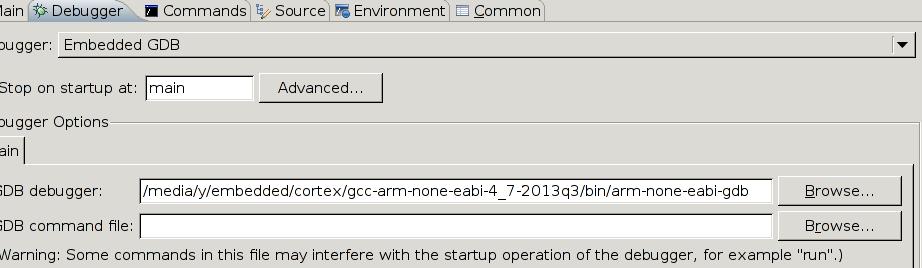 Main Debugger Commands Source Environment Common
bugger: Embedded GDB
Stop on startup at: main Advanced...
bugger Options
ain
GDB debugger: /media/y/embedded/cortex/gcc-arm-none-eabi-4_7-2013q3/bin/arm-none-eabi-gdb Browse...
GDB command file: Browse...
Warning: Some commands in this file may interfere with the startup operation of the debugger, for example "run".)